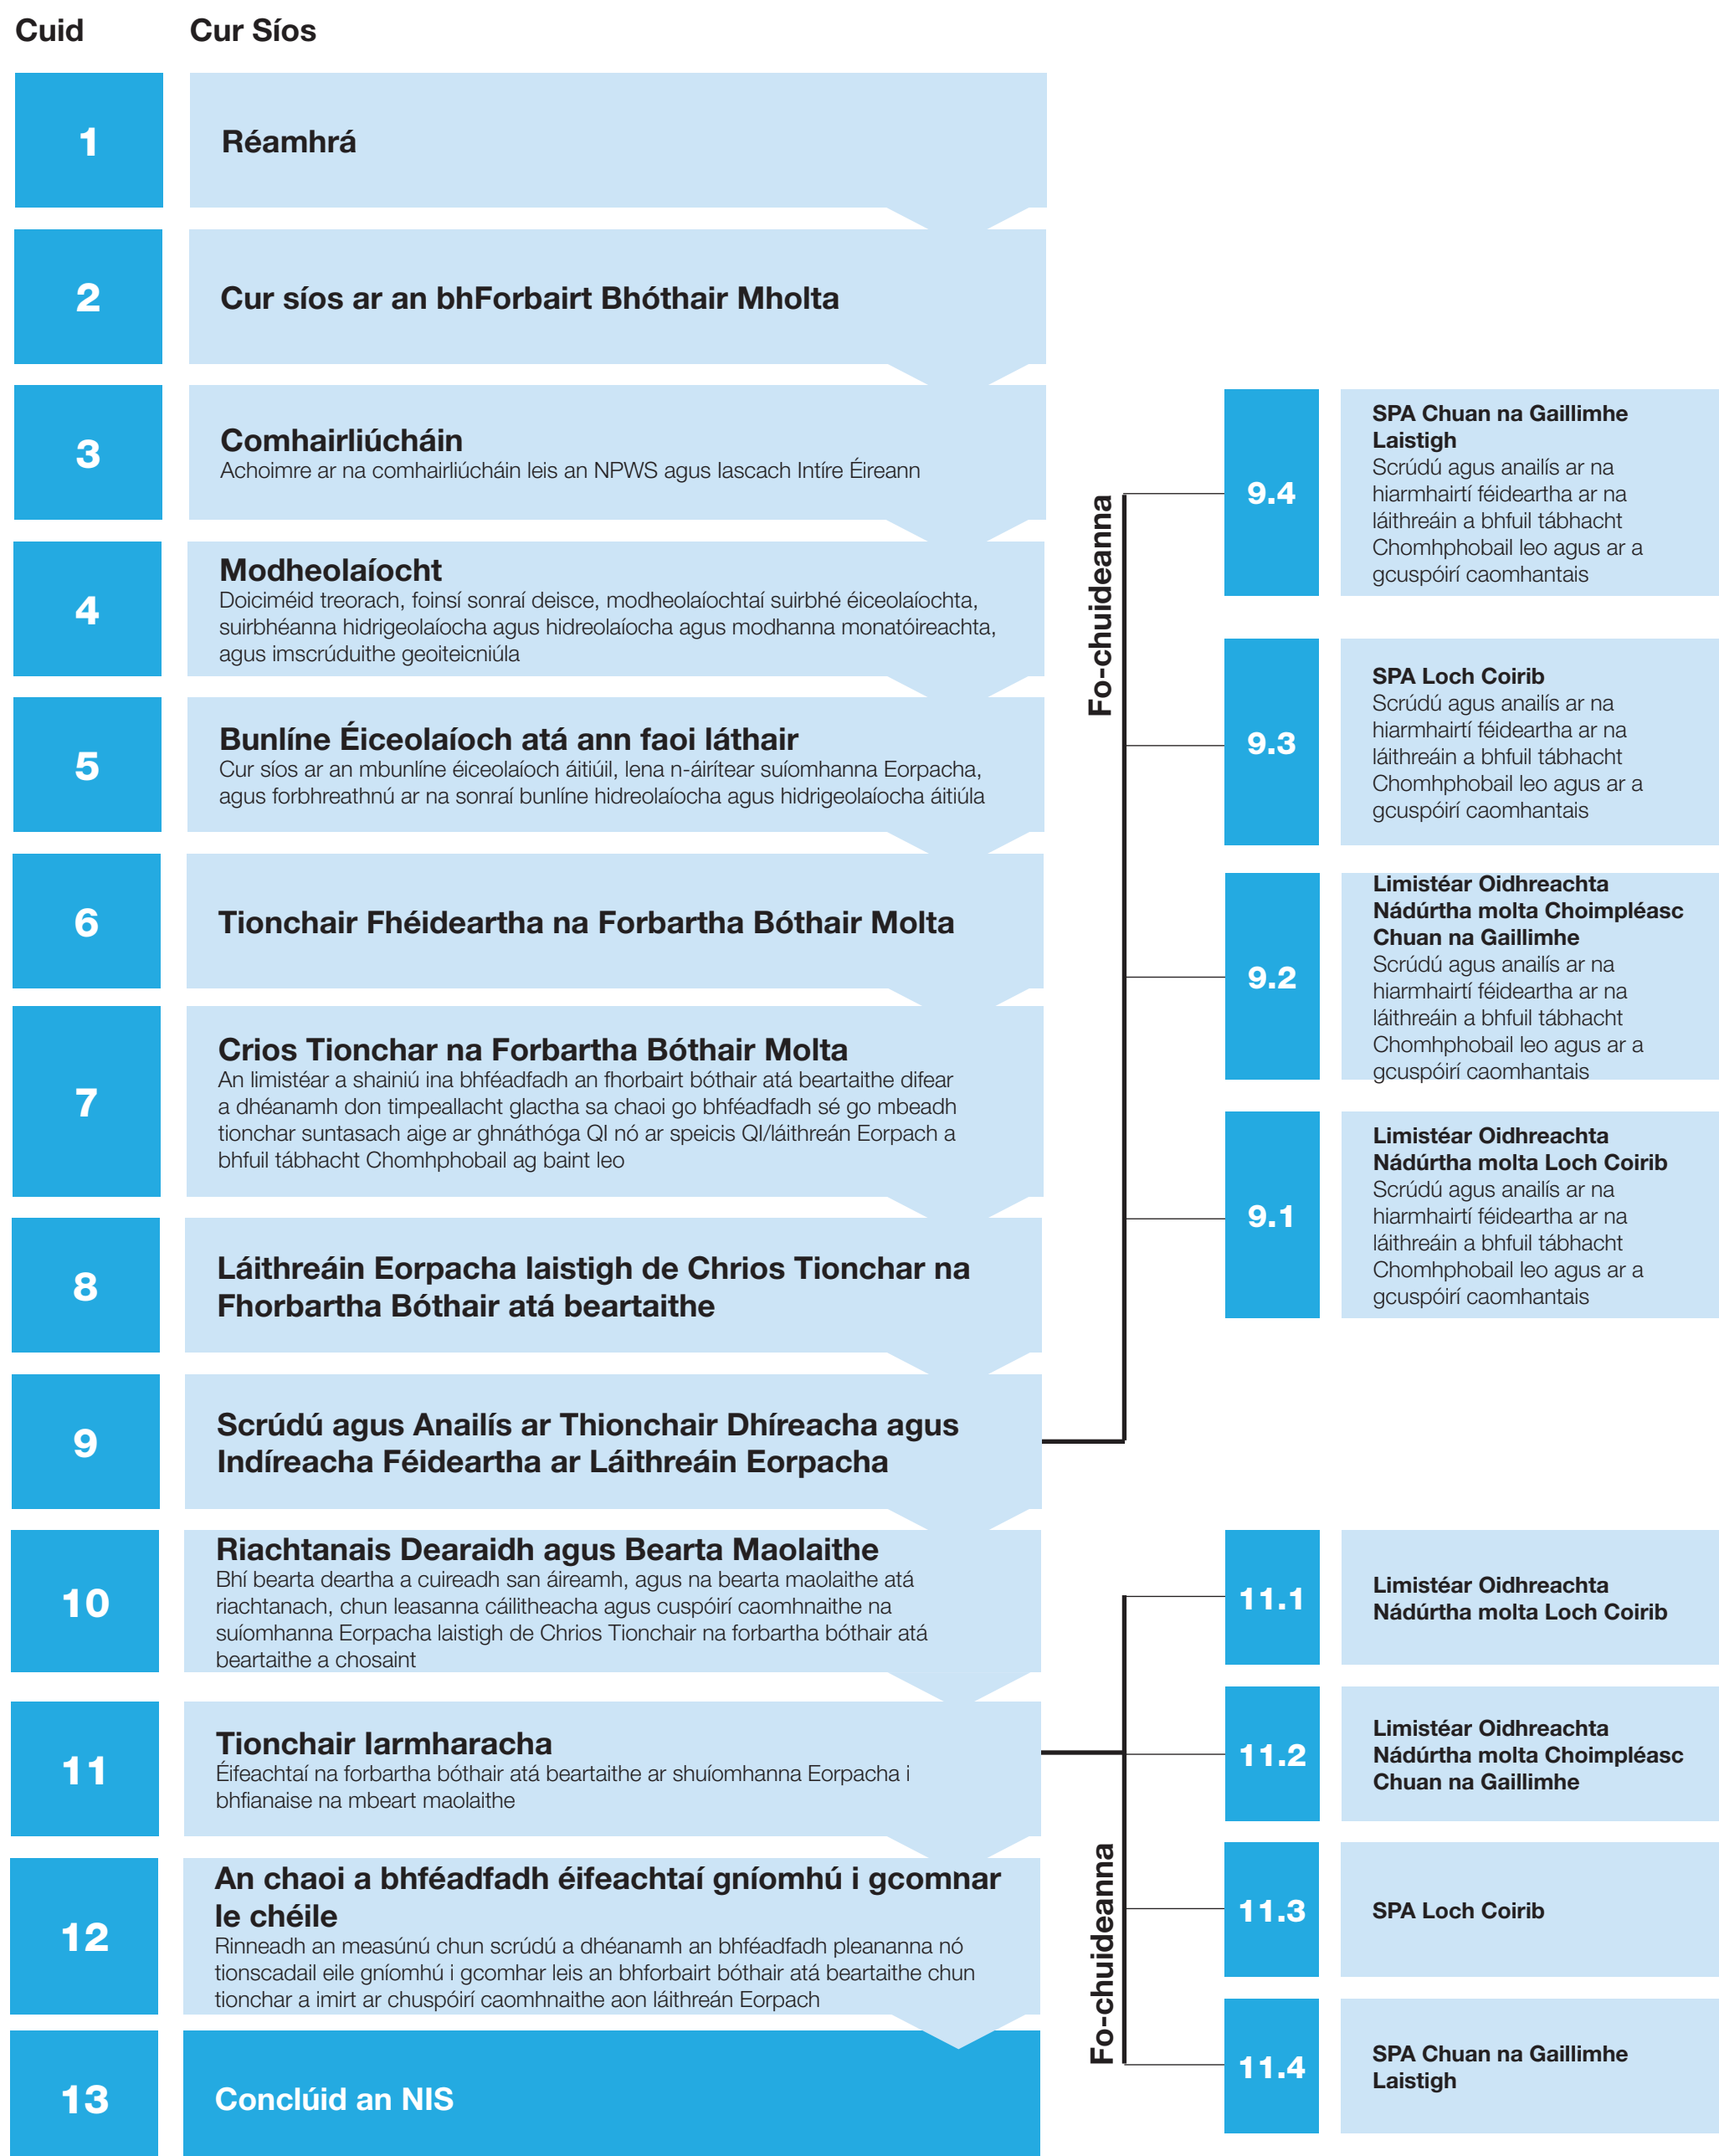 Cuid
Cur Síos
1
Réamhrá
2
Cur síos ar an bhForbairt Bhóthair Mholta
3
Comhairliúcháin
Achoimre ar na comhairliúcháin leis an NPWS agus Iascach Intíre Éireann
4
Modheolaíocht
Doiciméid treorach, foinsí sonraí deisce, modheolaíochtaí suirbhé éiceolaíochta,
suirbhéanna hidrigeolaíocha agus hidreolaíocha agus modhanna monatóireachta,
agus imscrúduithe geoiteicniúla
5
Bunlíne Éiceolaíoch atá ann faoi láthair
Cur síos ar an mbunlíne éiceolaíoch áitiúil, lena n-áirítear suíomhanna Eorpacha,
agus forbhreathnú ar na sonraí bunlíne hidreolaíocha agus hidrigeolaíocha áitiúla
6
Tionchair Fhéideartha na Forbartha Bóthair Molta
7
Crios Tionchar na Forbartha Bóthair Molta
An limistéar a shainiú ina bhféadfadh an fhorbairt bóthair atá beartaithe difear
a dhéanamh don timpeallacht glactha sa chaoi go bhféadfadh sé go mbeadh
tionchar suntasach aige ar ghnáthóga QI nó ar speicis QI/láithreán Eorpach a
bhfuil tábhacht Chomhphobail ag baint leo
8
Láithreáin Eorpacha laistigh de Chrios Tionchar na
Fhorbartha Bóthair atá beartaithe
9
Scrúdú agus Anailís ar Thionchair Dhíreacha agus
Indíreacha Féideartha ar Láithreáin Eorpacha
Fo-chuideanna
9.4
SPA Chuan na Gaillimhe
Laistigh
Scrúdú agus anailís ar na
hiarmhairtí féideartha ar na
láithreáin a bhfuil tábhacht
Chomhphobail leo agus ar a
gcuspóirí caomhantais
9.3
SPA Loch Coirib
Scrúdú agus anailís ar na
hiarmhairtí féideartha ar na
láithreáin a bhfuil tábhacht
Chomhphobail leo agus ar a
gcuspóirí caomhantais
9.2
Limistéar Oidhreachta
Nádúrtha molta Choimpléasc
Chuan na Gaillimhe
Scrúdú agus anailís ar na
hiarmhairtí féideartha ar na
láithreáin a bhfuil tábhacht
Chomhphobail leo agus ar a
gcuspóirí caomhantais
9.1
Limistéar Oidhreachta
Nádúrtha molta Loch Coirib
Scrúdú agus anailís ar na
hiarmhairtí féideartha ar na
láithreáin a bhfuil tábhacht
Chomhphobail leo agus ar a
gcuspóirí caomhantais
10
Riachtanais Dearaidh agus Bearta Maolaithe
Bhí bearta deartha a cuireadh san áireamh, agus na bearta maolaithe atá
riachtanach, chun leasanna cáilitheacha agus cuspóirí caomhnaithe na
suíomhanna Eorpacha laistigh de Chrios Tionchair na forbartha bóthair atá
beartaithe a chosaint
11
Tionchair Iarmharacha
Éifeachtaí na forbartha bóthair atá beartaithe ar shuíomhanna Eorpacha i
bhfianaise na mbeart maolaithe
12
An chaoi a bhféadfadh éifeachtaí gníomhú i gcomnar
le chéile
Rinneadh an measúnú chun scrúdú a dhéanamh an bhféadfadh pleananna nó
tionscadail eile gníomhú i gcomhar leis an bhforbairt bóthair atá beartaithe chun
tionchar a imirt ar chuspóirí caomhnaithe aon láithreán Eorpach
13
Conclúid an NIS
Fo-chuideanna
11.1
Limistéar Oidhreachta
Nádúrtha molta Loch Coirib
11.2
Limistéar Oidhreachta
Nádúrtha molta Choimpléasc
Chuan na Gaillimhe
11.3
SPA Loch Coirib
11.4
SPA Chuan na Gaillimhe
Laistigh